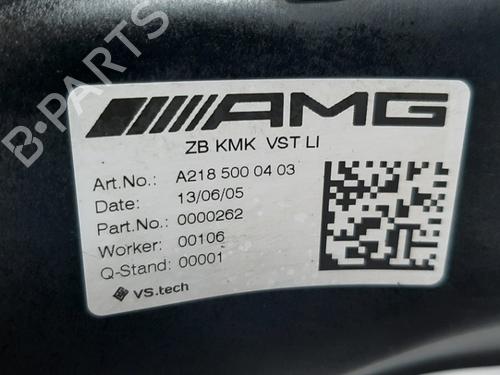 B-PARTS
AMG
ZB KMK VST LI
Art.No.: A218 500 04 03
Date: 13/06/05
Part.No.: 0000262
Worker: 00106
Q-Stand: 00001
VS.tech